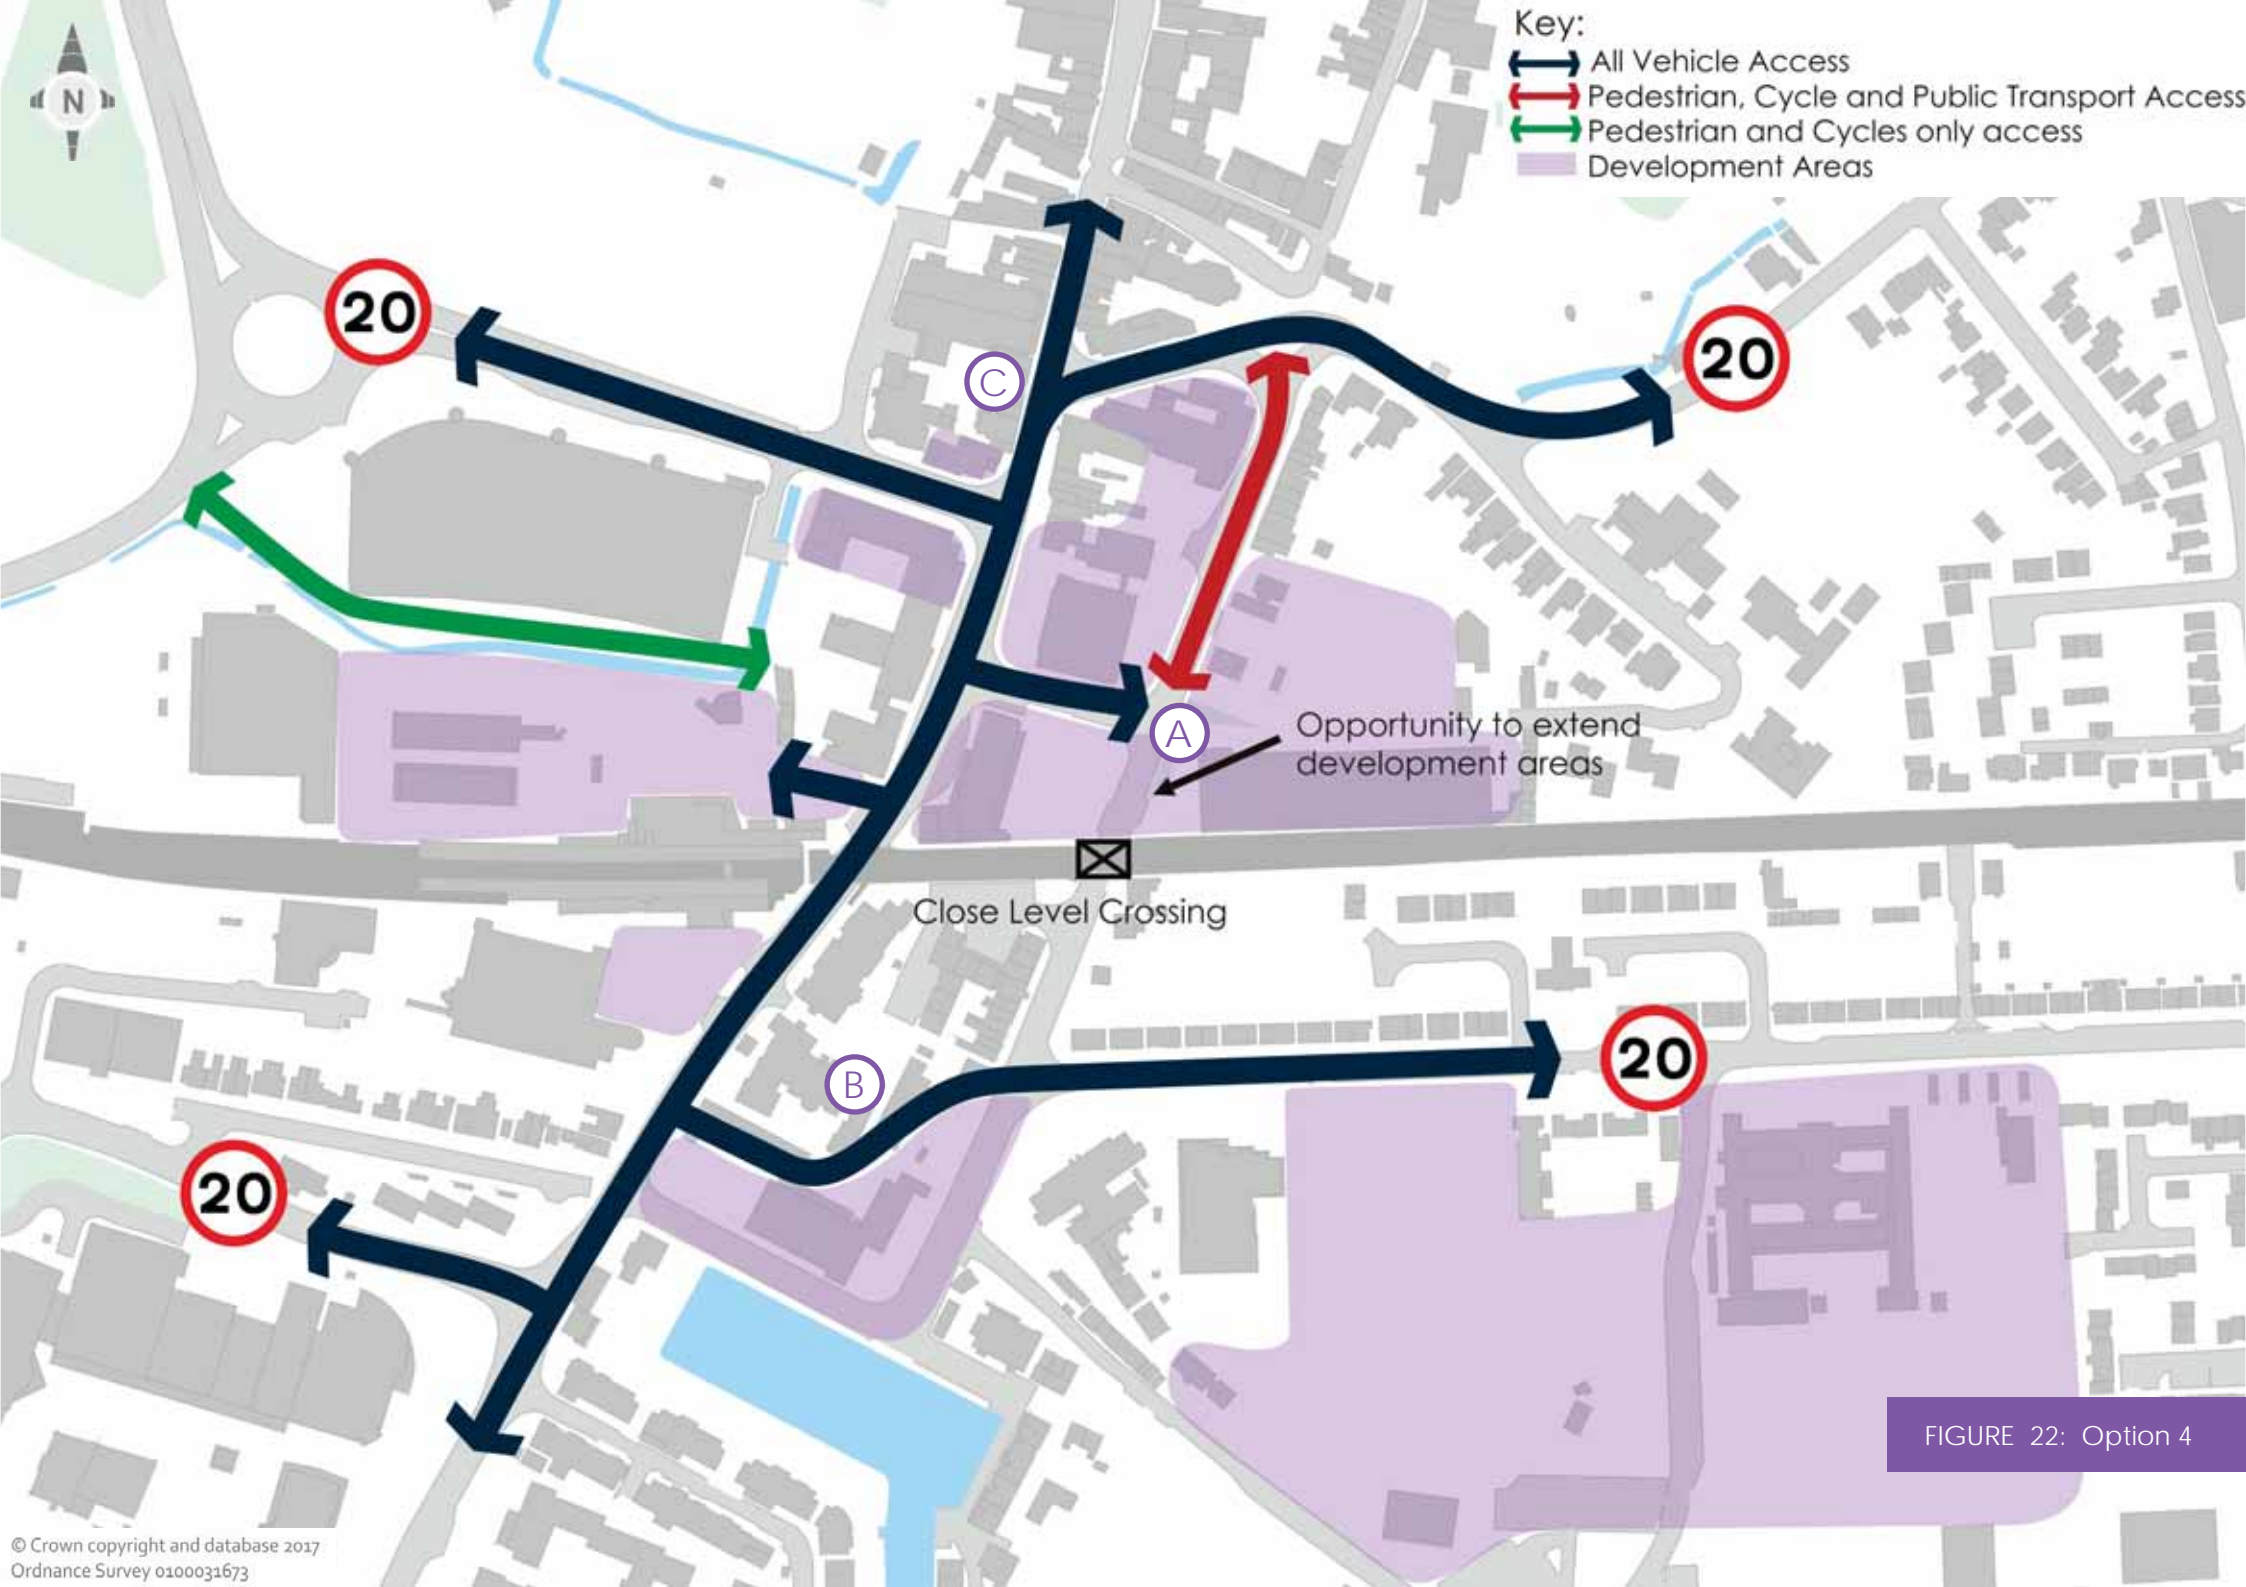 Key:
All Vehicle Access
Pedestrian, Cycle and Public Transport Access
Pedestrian and Cycles only access
Development Areas
N
20
20
C
A
Opportunity to extend
development areas
Close Level Crossing
20
B
20
FIGURE 22: Option 4
© Crown copyright and database 2017
Ordnance Survey 0100031673